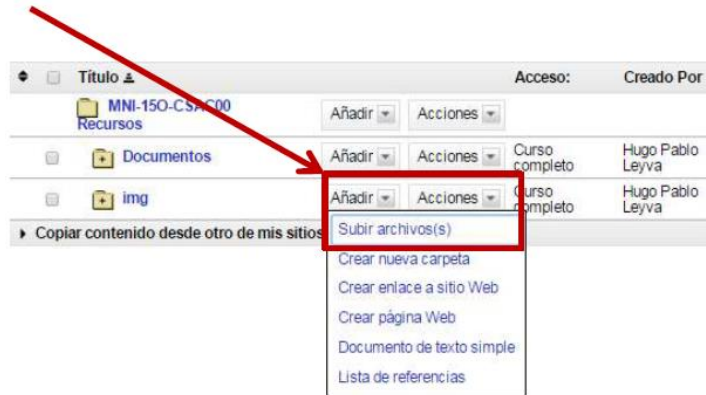 Título Acceso: Creado Por
MNI-15O-CSAC00 Añadir Acciones
Recursos
Documentos Añadir Acciones Curso completo Hugo Pablo Leyva
img Añadir Acciones Curso completo Hugo Pablo Leyva
Copiar contenido desde otro de mis sitios
Subir archivos(s)
Crear nueva carpeta
Crear enlace a sitio Web
Crear página Web
Documento de texto simple
Lista de referencias